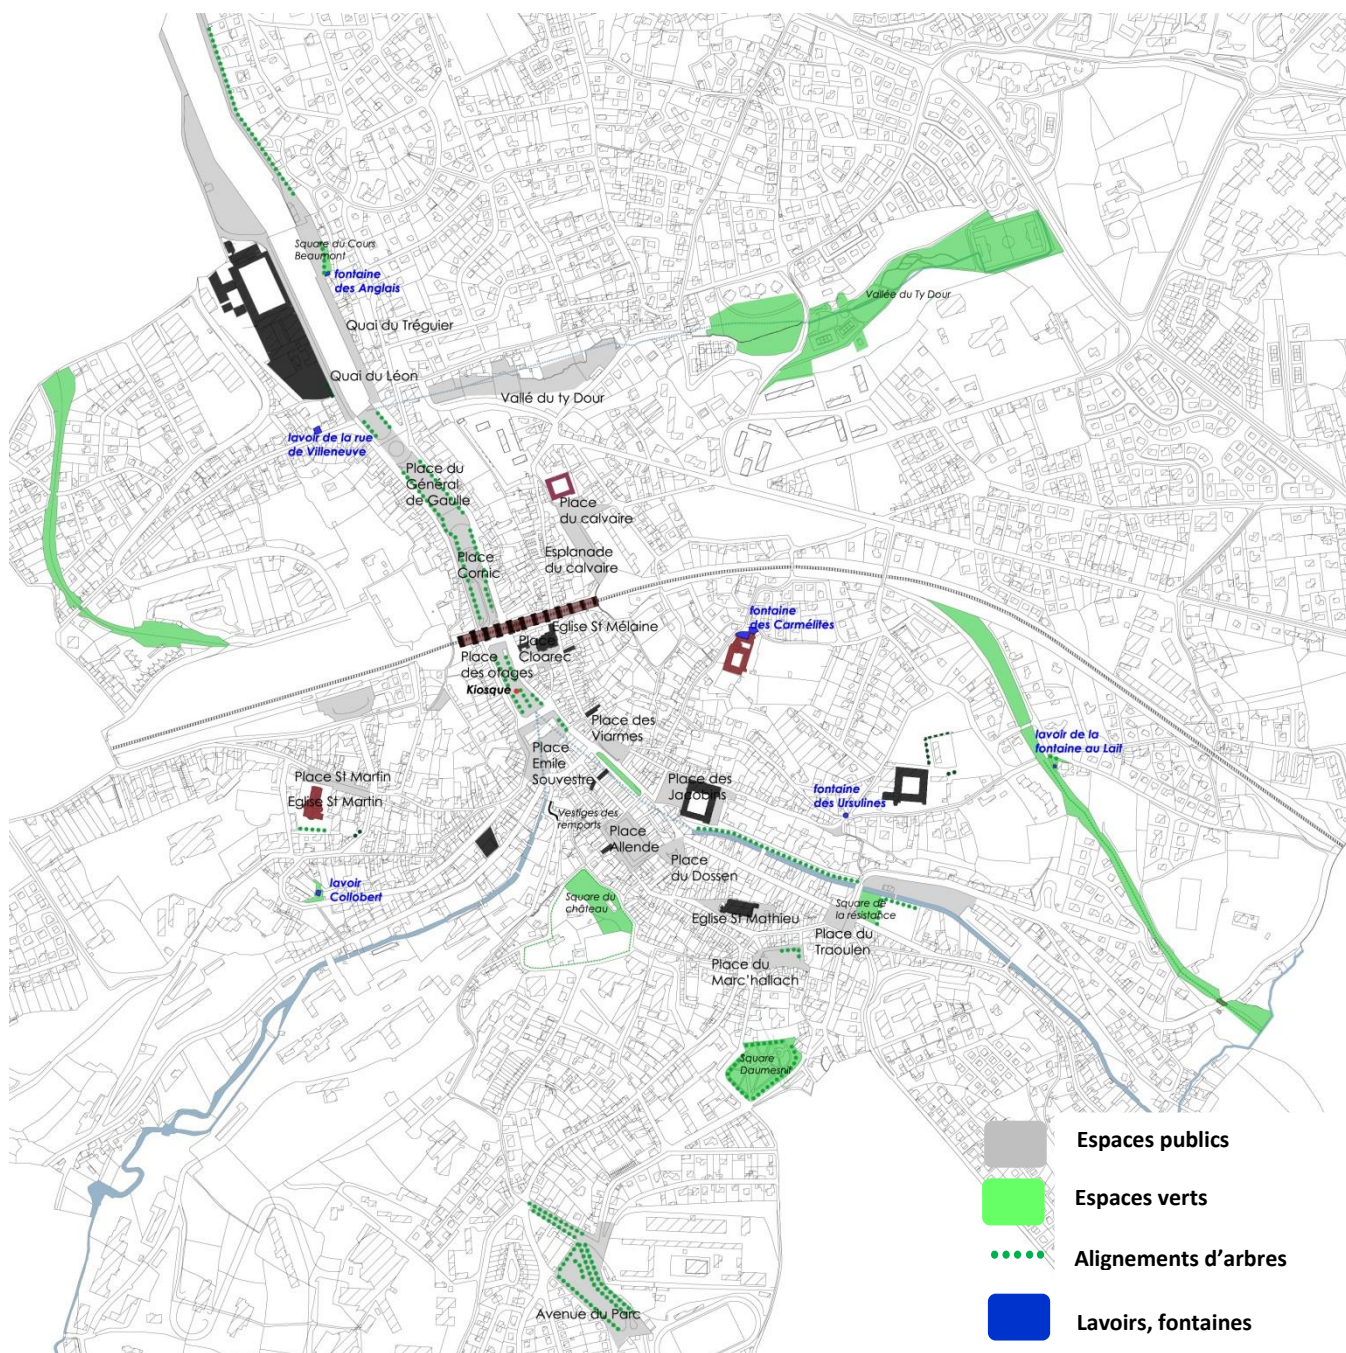 Square du Cours
Beaumont
fontaine
des Anglais
Vallée du Ty Dour
Quai du Tréguier
Quai du Léon
Vallé du ty Dour
lavoir de la rue
de Villeneuve
Place du
Général
de Gaulle
Place
du calvaire
Place
Cornic
Esplanade
du calvaire
fontaine
des Carmélites
Eglise St Mélaine
Place
Cloarec
Place
des otages
Kiosque
Place des
Viarmes
lavoir de la
fontaine au Lait
Place
Emile
Souvestre
Place St Martin
Eglise St Martin
Place des
Jacobins
fontaine
des Ursulines
Vestiges des
remparts
Place
Allende
Place
du Dossen
lavoir
Collobert
Square du
château
Eglise St Mathieu
Square de
la résistance
Place du
Traoulen
Place du
Marc'hallach
Square
Daumesnil
Avenue du Parc
Espaces publics
Espaces verts
Alignements d'arbres
Lavoirs, fontaines